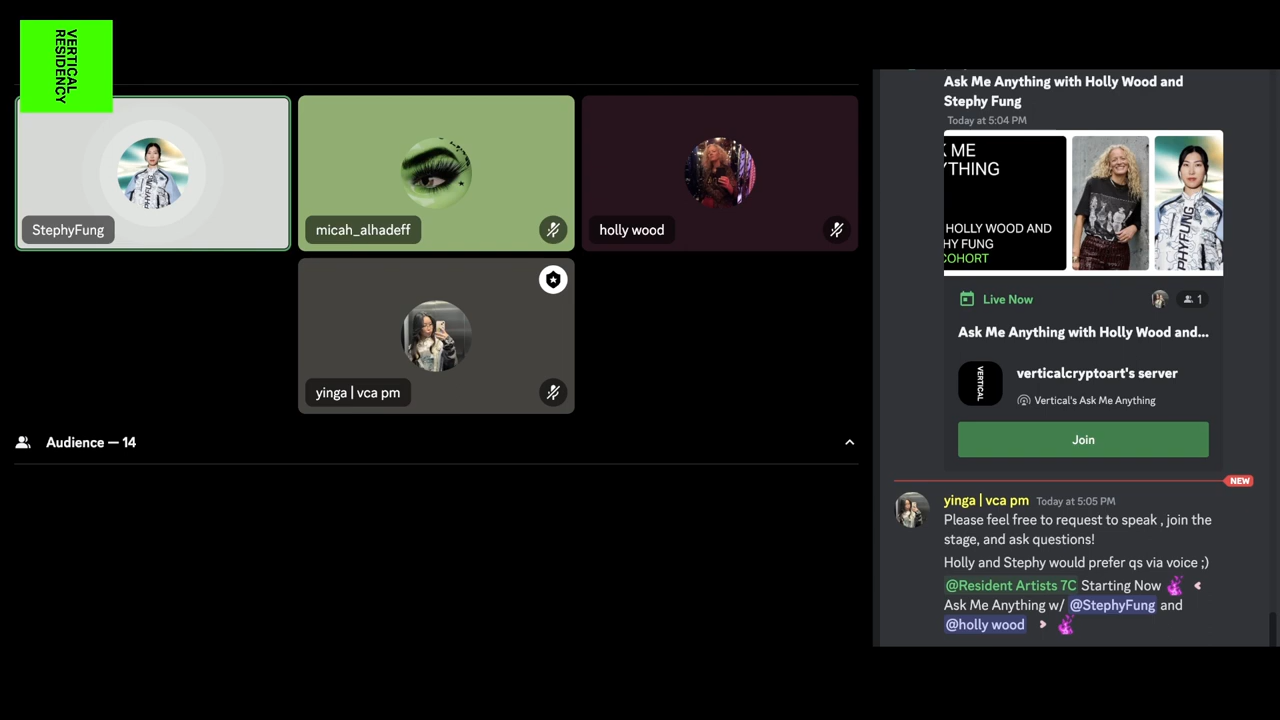 VERTICAL
RESIDENCY
StephyFung
micah_alhadeff
holly wood
yinga | vca pm
Audience — 14
Ask Me Anything with Holly Wood and
Stephy Fung
Today at 5:04 PM
K ME
YTHING
HOLLY WOOD AND
HY FUNG
COHORT
PHYFUNG
Live Now
1
Ask Me Anything with Holly Wood and...
VERTICAL
verticalcryptoart's server
Vertical's Ask Me Anything
Join
NEW
yinga | vca pm Today at 5:05 PM
Please feel free to request to speak , join the
stage, and ask questions!
Holly and Stephy would prefer qs via voice ;)
@Resident Artists 7C Starting Now
Ask Me Anything w/ @StephyFung and
@holly wood